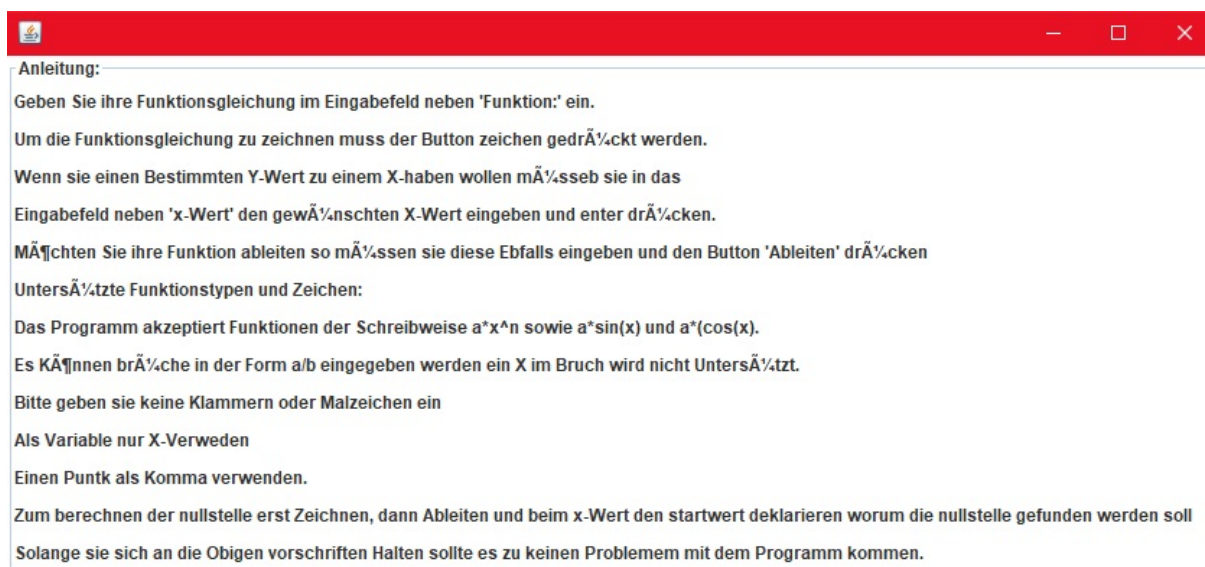 Anleitung:
Geben Sie ihre Funktionsgleichung im Eingabefeld neben 'Funktion:' ein.
Um die Funktionsgleichung zu zeichnen muss der Button zeichen gedrÃ¼ckt werden.
Wenn sie einen Bestimmten Y-Wert zu einem X-haben wollen mÃ¼sseb sie in das
Eingabefeld neben 'x-Wert' den gewÃ¼nschten X-Wert eingeben und enter drÃ¼cken.
MÃ¶chten Sie ihre Funktion ableiten so mÃ¼ssen sie diese Ebfalls eingeben und den Button 'Ableiten' drÃ¼cken
UntersÃ¼tzte Funktionstypen und Zeichen:
Das Programm akzeptiert Funktionen der Schreibweise a*x^n sowie a*sin(x) und a*(cos(x).
Es KÃ¶nnen brÃ¼che in der Form a/b eingegeben werden ein X im Bruch wird nicht UntersÃ¼tzt.
Bitte geben sie keine Klammern oder Malzeichen ein
Als Variable nur X-Verweden
Einen Puntk als Komma verwenden.
Zum berechnen der nullstelle erst Zeichnen, dann Ableiten und beim x-Wert den startwert deklarieren worum die nullstelle gefunden werden soll
Solange sie sich an die Obigen vorschriften Halten sollte es zu keinen Problemem mit dem Programm kommen.